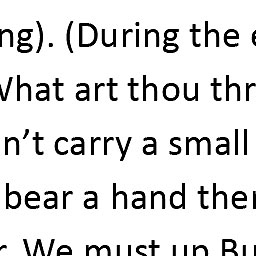 ng). (During the e
What art thou thr
n't carry a small
bear a hand ther
r. We must up Bu